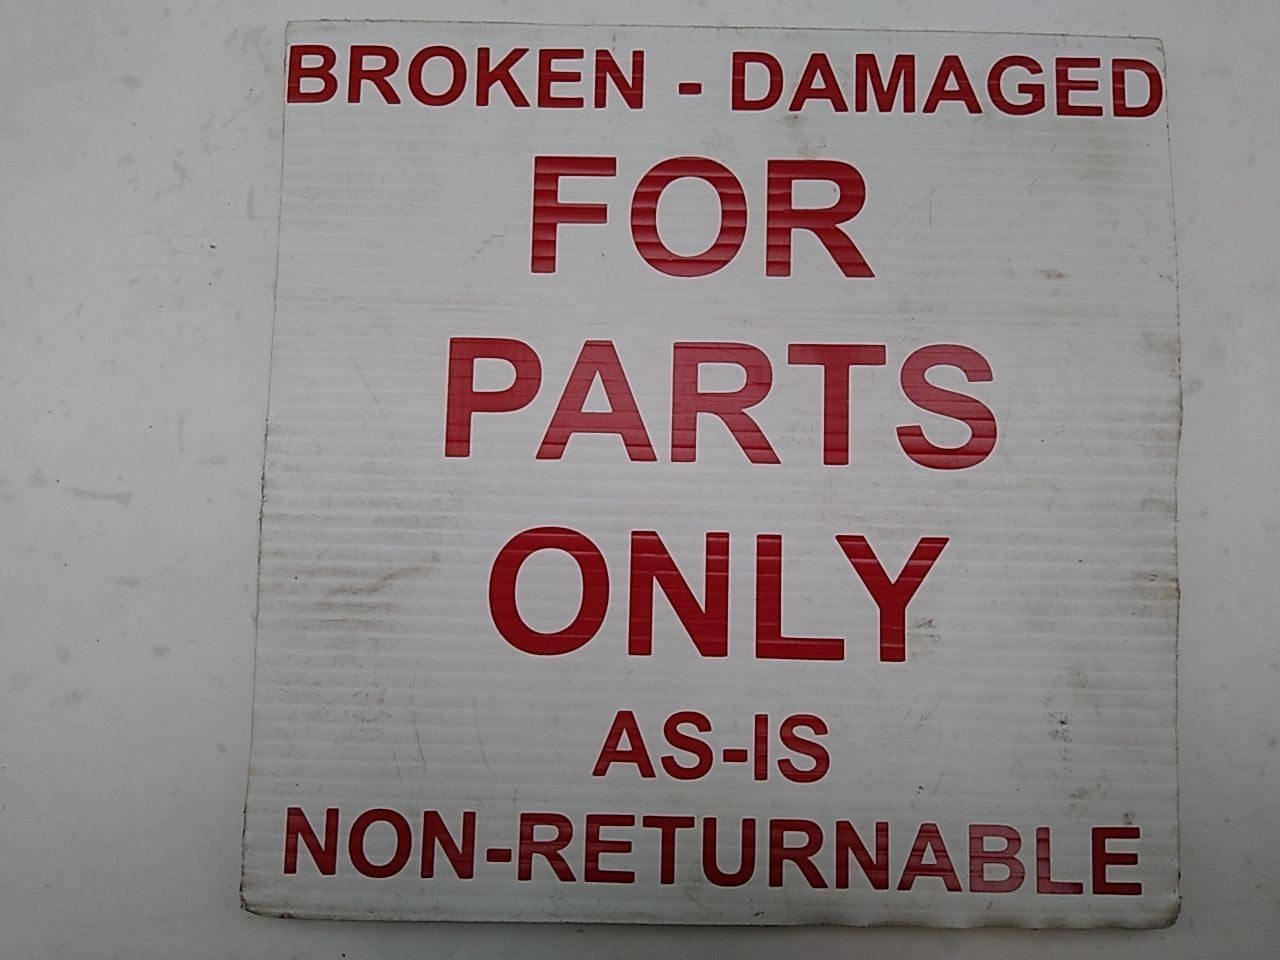 BROKEN - DAMAGED
FOR
PARTS
ONLY
AS-IS
NON-RETURNABLE